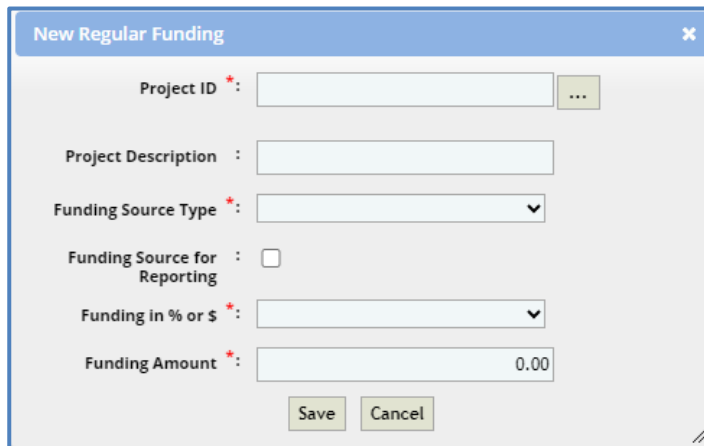 New Regular Funding ×
Project ID *: ...
Project Description :
Funding Source Type *:
Funding Source for :
Reporting
Funding in % or $ *:
Funding Amount *: 0.00
Save Cancel